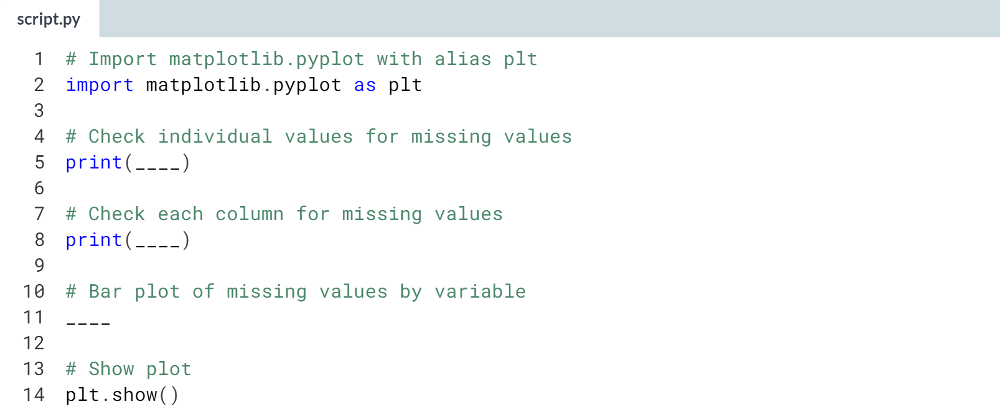 script.py
1 # Import matplotlib.pyplot with alias plt
2 import matplotlib.pyplot as plt
3
4 # Check individual values for missing values
5 print(____)
6
7 # Check each column for missing values
8 print(____)
9
10 # Bar plot of missing values by variable
11 ____
12
13 # Show plot
14 plt.show()